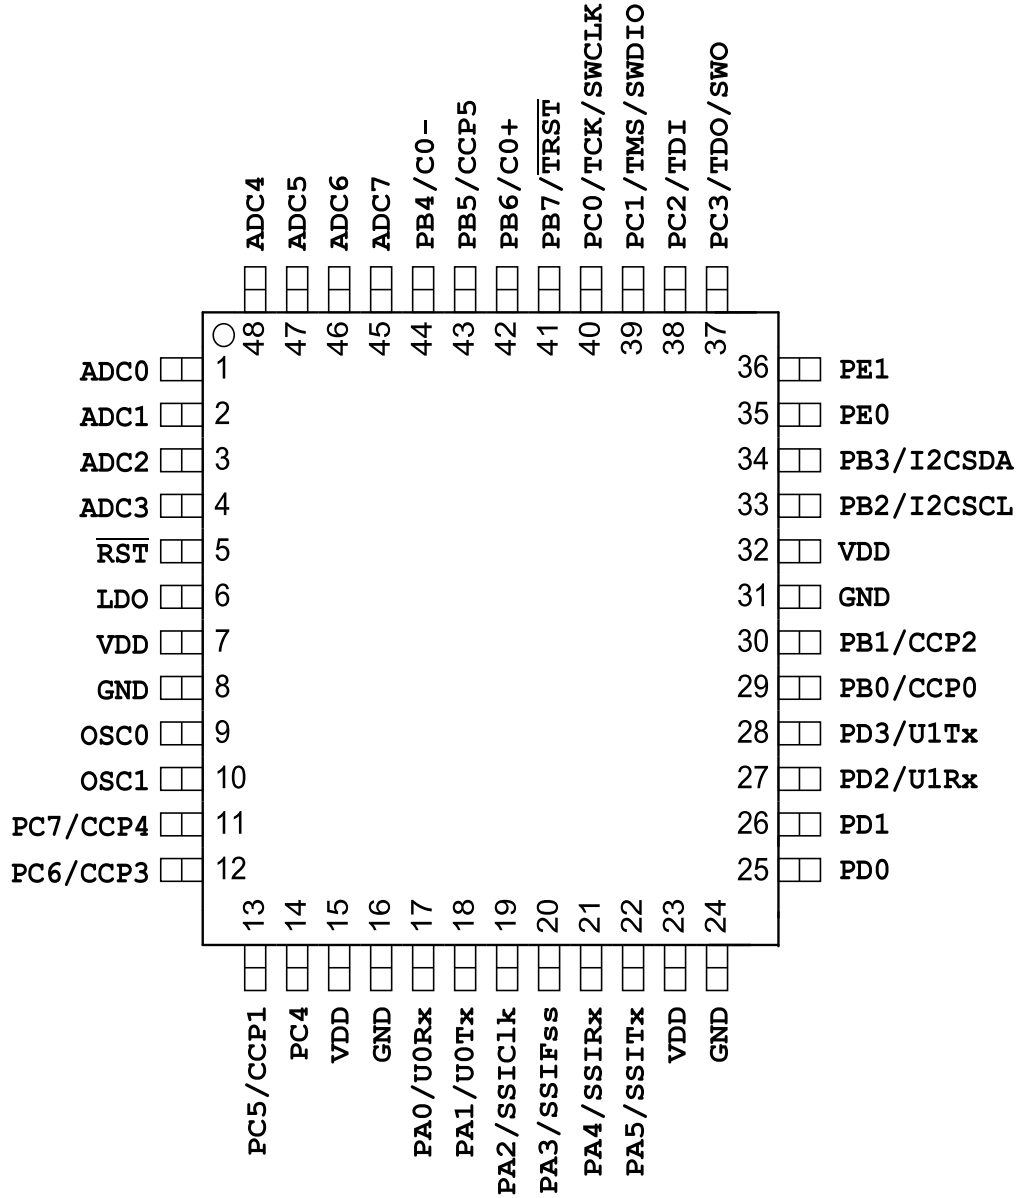 ADC4
ADC5
ADC6
ADC7
PB4/C0-
PB5/CCP5
PB6/C0+
PB7/TRST
PC0/TCK/SWCLK
PC1/TMS/SWDIO
PC2/TDI
PC3/TDO/SWO
48
47
46
45
44
43
42
41
40
39
38
37
ADC0 1
ADC1 2
ADC2 3
ADC3 4
RST 5
LDO 6
VDD 7
GND 8
OSC0 9
OSC1 10
PC7/CCP4 11
PC6/CCP3 12
36 PE1
35 PE0
34 PB3/I2CSDA
33 PB2/I2CSCL
32 VDD
31 GND
30 PB1/CCP2
29 PB0/CCP0
28 PD3/U1Tx
27 PD2/U1Rx
26 PD1
25 PD0
13
14
15
16
17
18
19
20
21
22
23
24
PC5/CCP1
PC4
VDD
GND
PA0/U0Rx
PA1/U0Tx
PA2/SSIClk
PA3/SSIFss
PA4/SSIRx
PA5/SSITx
VDD
GND